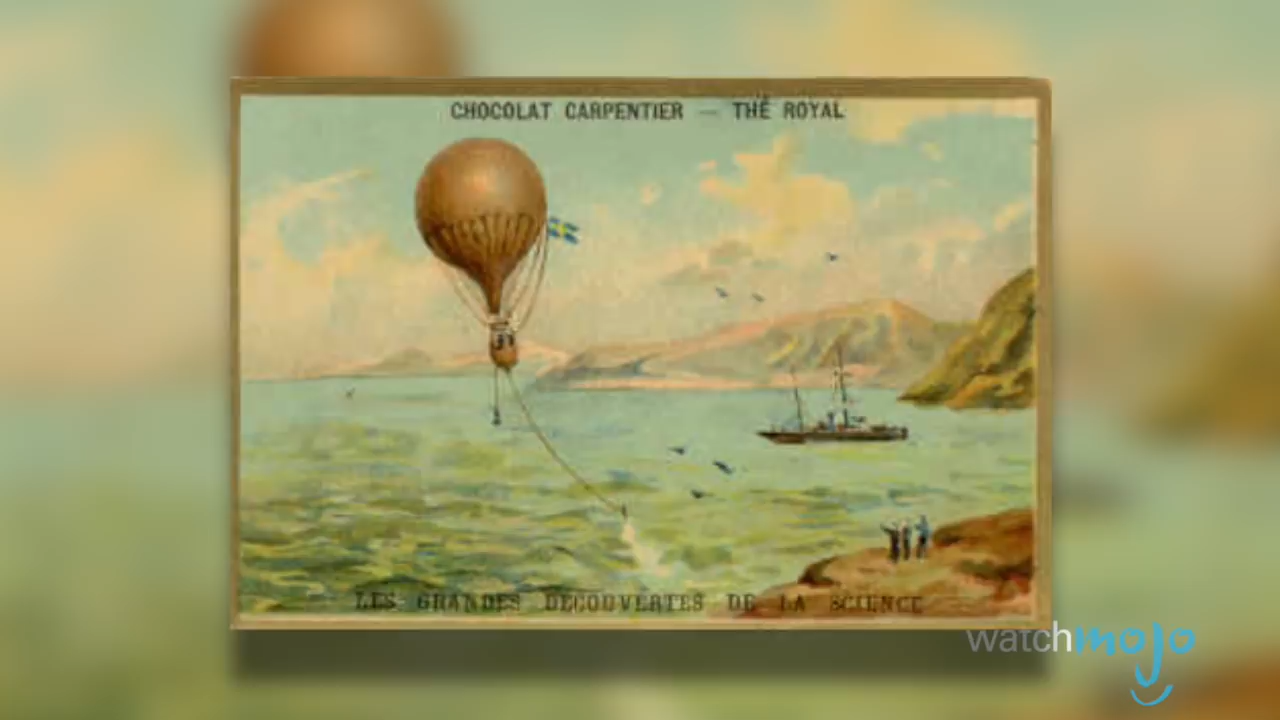 CHOCOLAT CARPENTIER — THÉ ROYAL
LES GRANDES DECOUVERTES DE LA SCIENCE
watchmojo